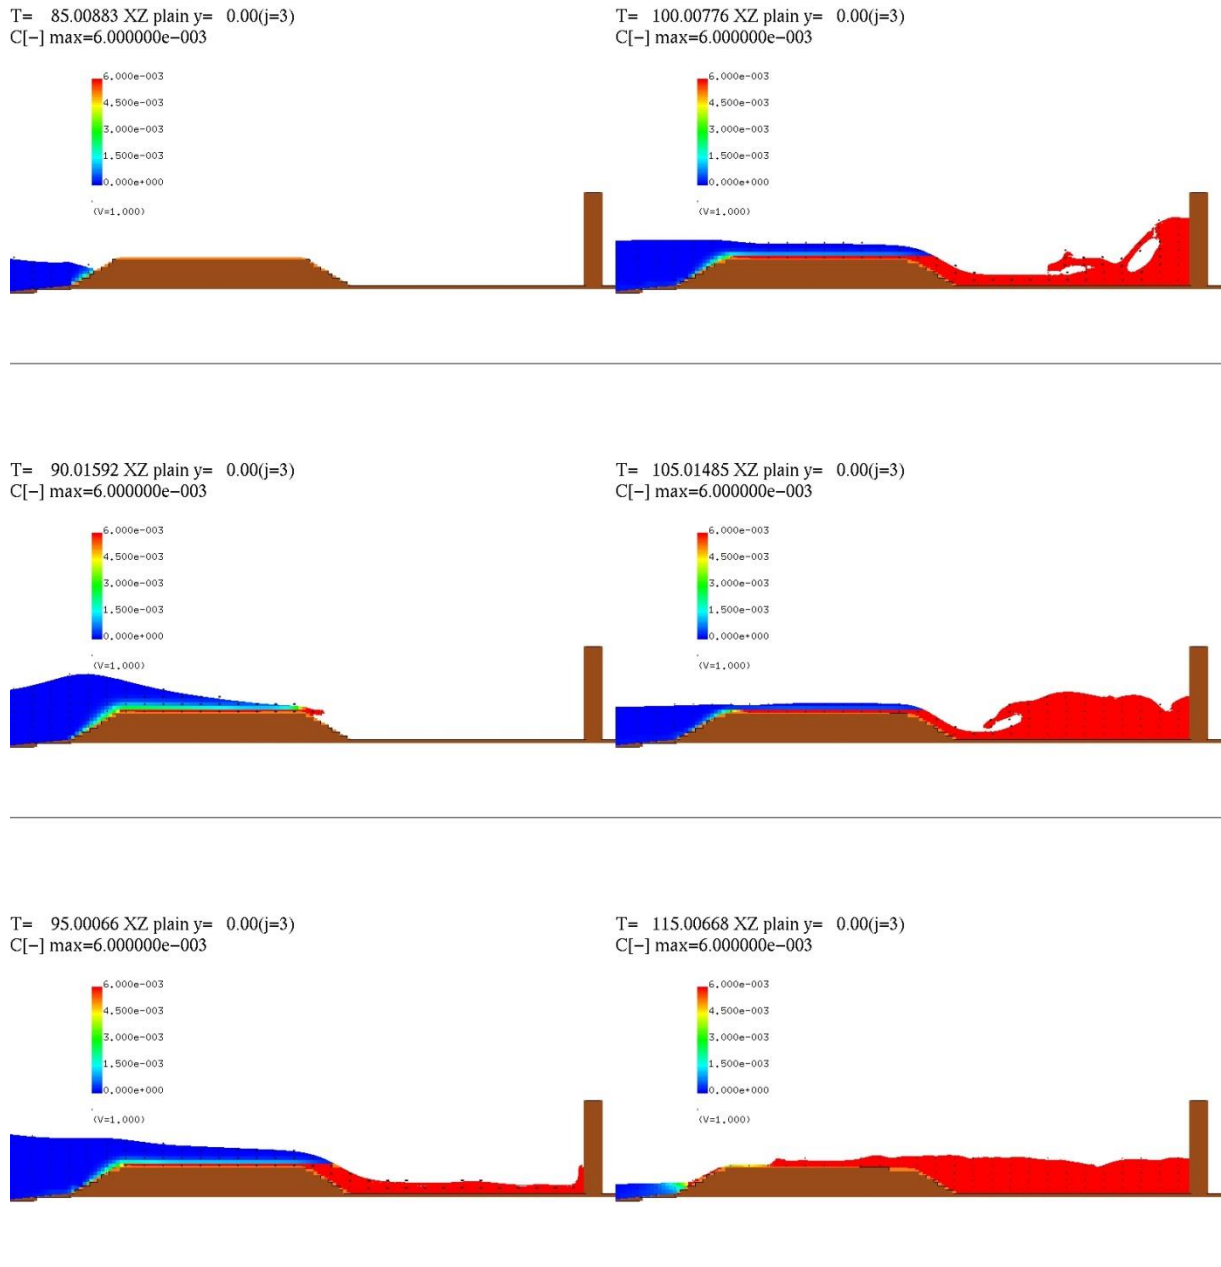 T= 85.00883 XZ plain y= 0.00(j=3)
C[−] max=6.000000e−003
6.000e-003
4.500e-003
3.000e-003
1.500e-003
0.000e+000
(V=1.000)
T= 100.00776 XZ plain y= 0.00(j=3)
C[−] max=6.000000e−003
6.000e-003
4.500e-003
3.000e-003
1.500e-003
0.000e+000
(V=1.000)
T= 90.01592 XZ plain y= 0.00(j=3)
C[−] max=6.000000e−003
6.000e-003
4.500e-003
3.000e-003
1.500e-003
0.000e+000
(V=1.000)
T= 105.01485 XZ plain y= 0.00(j=3)
C[−] max=6.000000e−003
6.000e-003
4.500e-003
3.000e-003
1.500e-003
0.000e+000
(V=1.000)
T= 95.00066 XZ plain y= 0.00(j=3)
C[−] max=6.000000e−003
6.000e-003
4.500e-003
3.000e-003
1.500e-003
0.000e+000
(V=1.000)
T= 115.00668 XZ plain y= 0.00(j=3)
C[−] max=6.000000e−003
6.000e-003
4.500e-003
3.000e-003
1.500e-003
0.000e+000
(V=1.000)